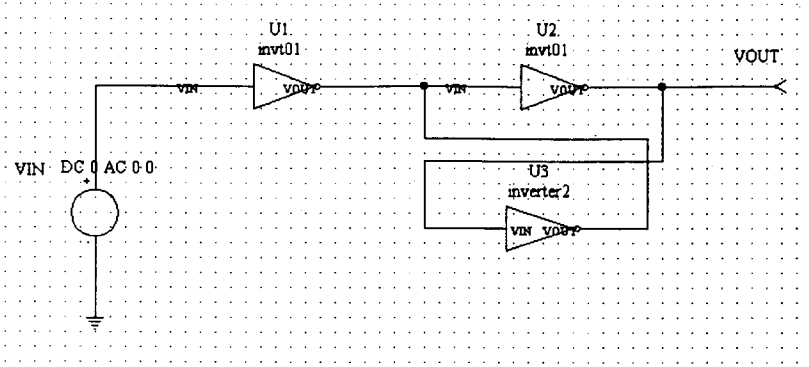 U1
invt01
U2
invt01
VOUT
VIN
VOUT
VIN
VOUT
VIN DC 0 AC 0 0
+
U3
inverter2
VIN VOUT